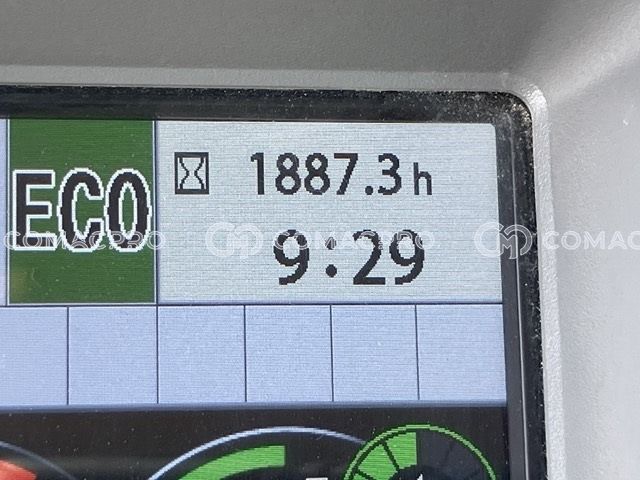 1887.3 h
ECO
9:29
COMACPRO COMACPRO COMAC